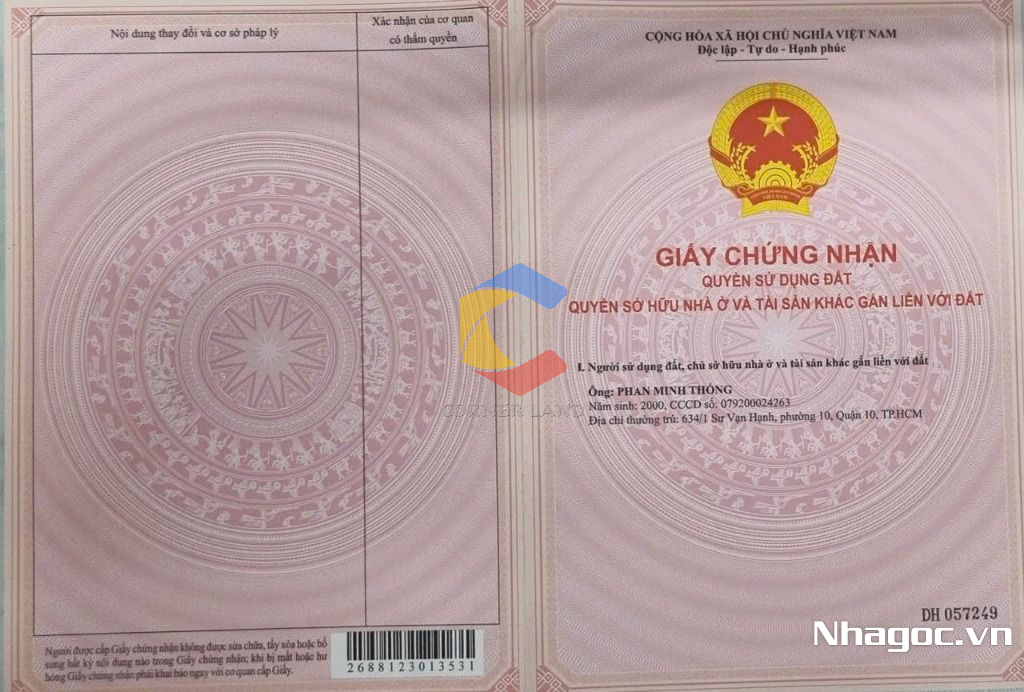 Nội dung thay đổi và cơ sở pháp lý
Xác nhận của cơ quan
có thẩm quyền
Người được cấp Giấy chứng nhận không được sửa chữa, tẩy xóa hoặc bổ
sung bất kỳ nội dung nào trong Giấy chứng nhận; khi bị mất hoặc hư
hỏng Giấy chứng nhận phải khai báo ngay với cơ quan cấp Giấy.
2688123013531
CỘNG HÒA XÃ HỘI CHỦ NGHĨA VIỆT NAM
Độc lập - Tự do - Hạnh phúc
VIỆT NAM
GIẤY CHỨNG NHẬN
QUYỀN SỬ DỤNG ĐẤT
QUYỀN SỞ HỮU NHÀ Ở VÀ TÀI SẢN KHÁC GẮN LIỀN VỚI ĐẤT
I. Người sử dụng đất, chủ sở hữu nhà ở và tài sản khác gắn liền với đất
Ông: PHAN MINH THÔNG
Năm sinh: 2000, CCCD số: 079200024263
Địa chỉ thường trú: 634/1 Sư Vạn Hạnh, phường 10, Quận 10, TP.HCM
CORNER LAND
DH 057249
Nhagoc.vn